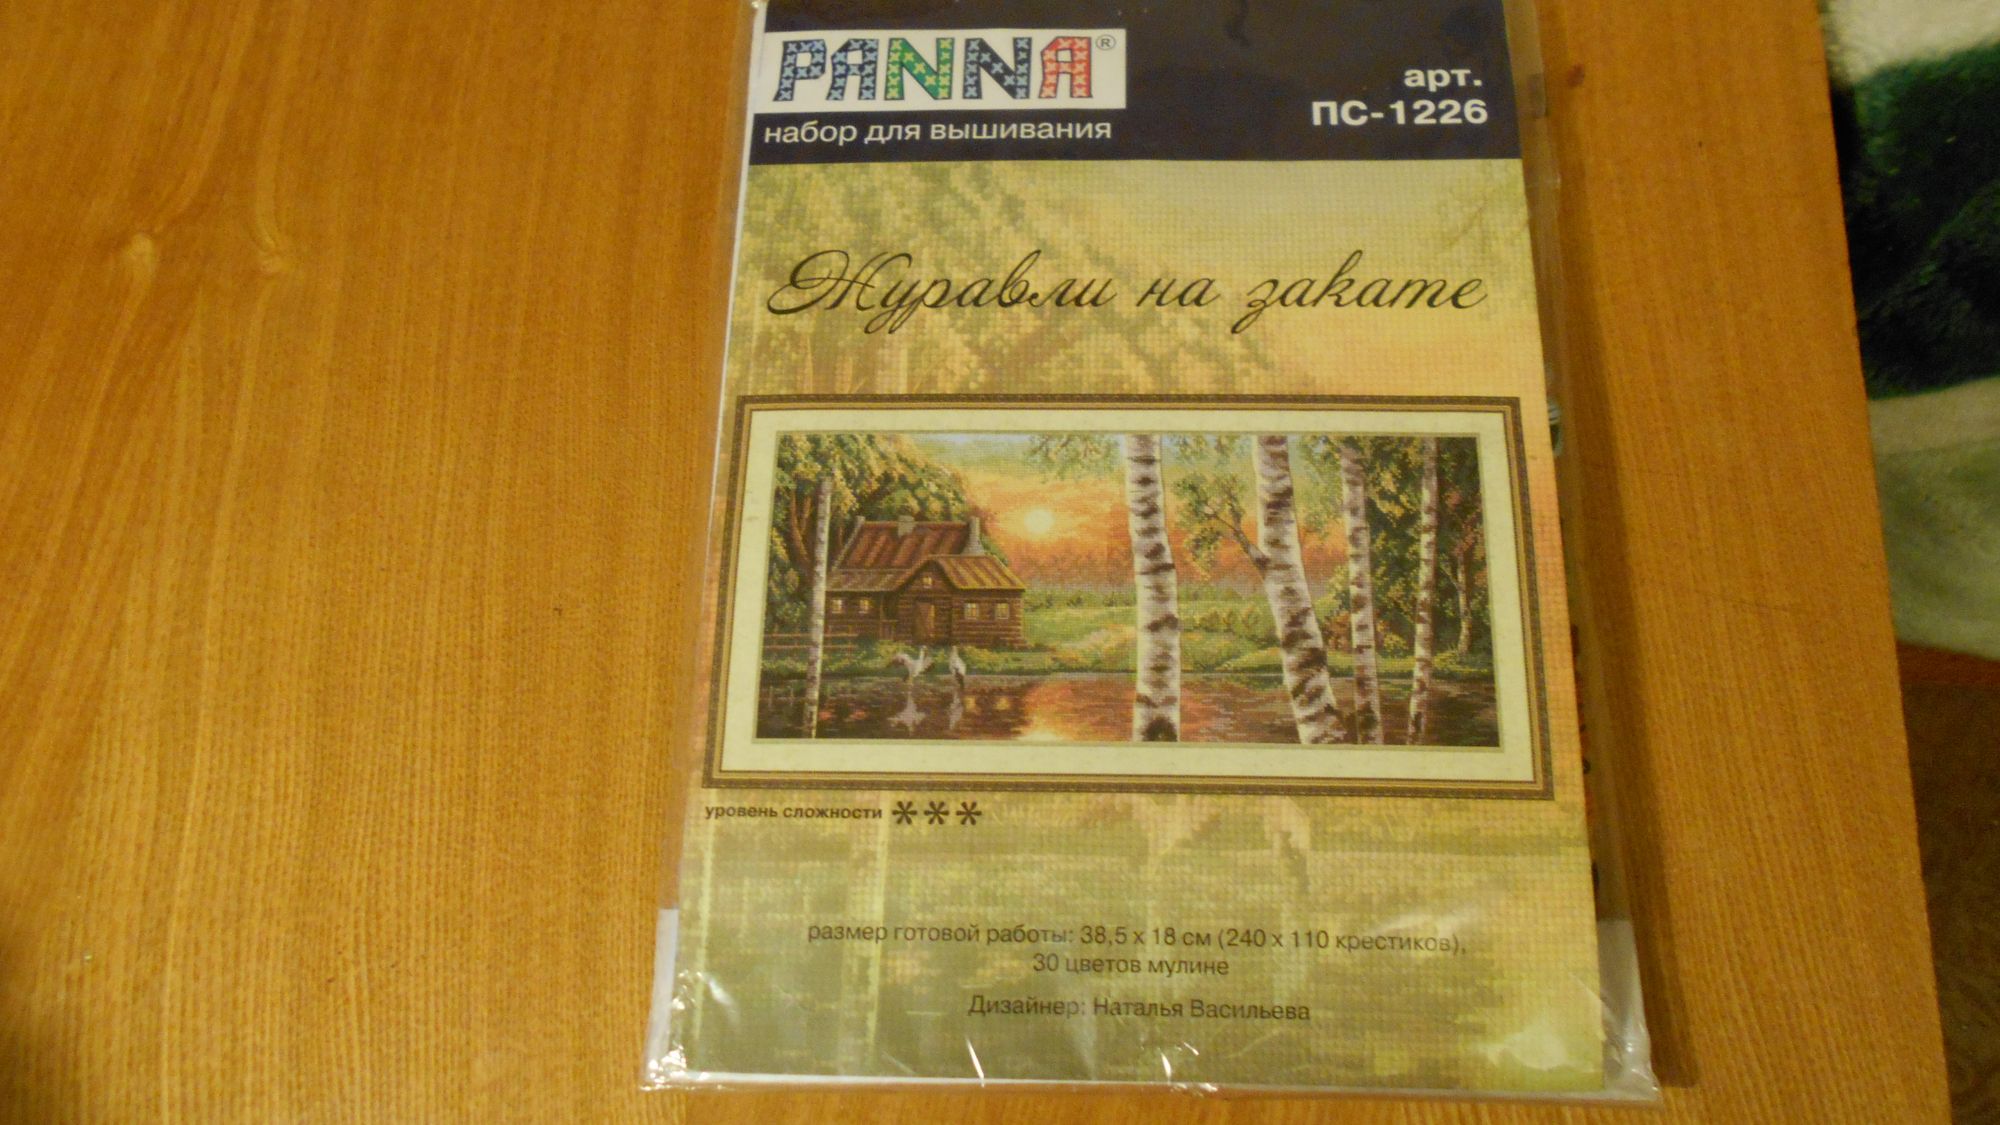 PANNA®
набор для вышивания
арт.
ПС-1226
Журавли на закате
уровень сложности ***
размер готовой работы: 38,5 х 18 см (240 х 110 крестиков),
30 цветов мулине
Дизайнер: Наталья Васильева